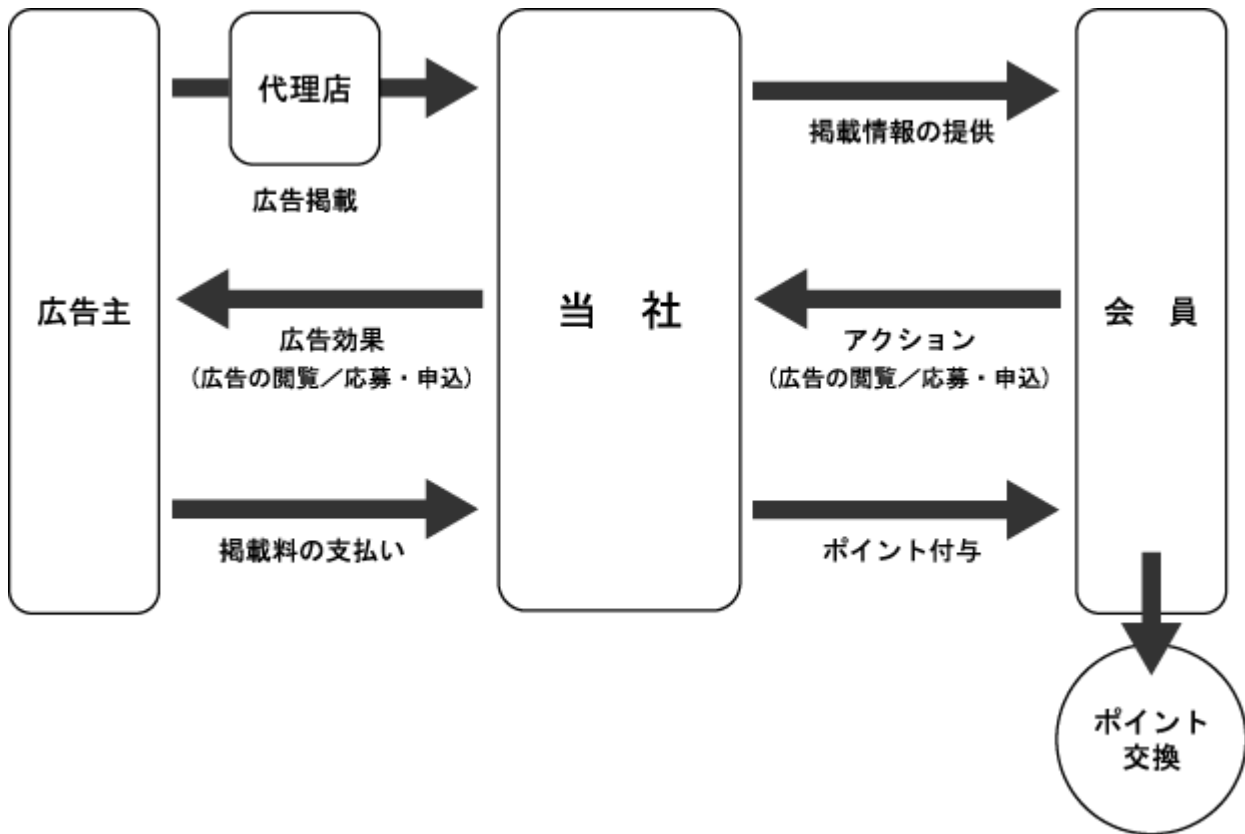 代理店
広告掲載
掲載情報の提供
広告主
当 社
会 員
広告効果
(広告の閲覧／応募・申込)
アクション
(広告の閲覧／応募・申込)
掲載料の支払い
ポイント付与
ポイント
交換